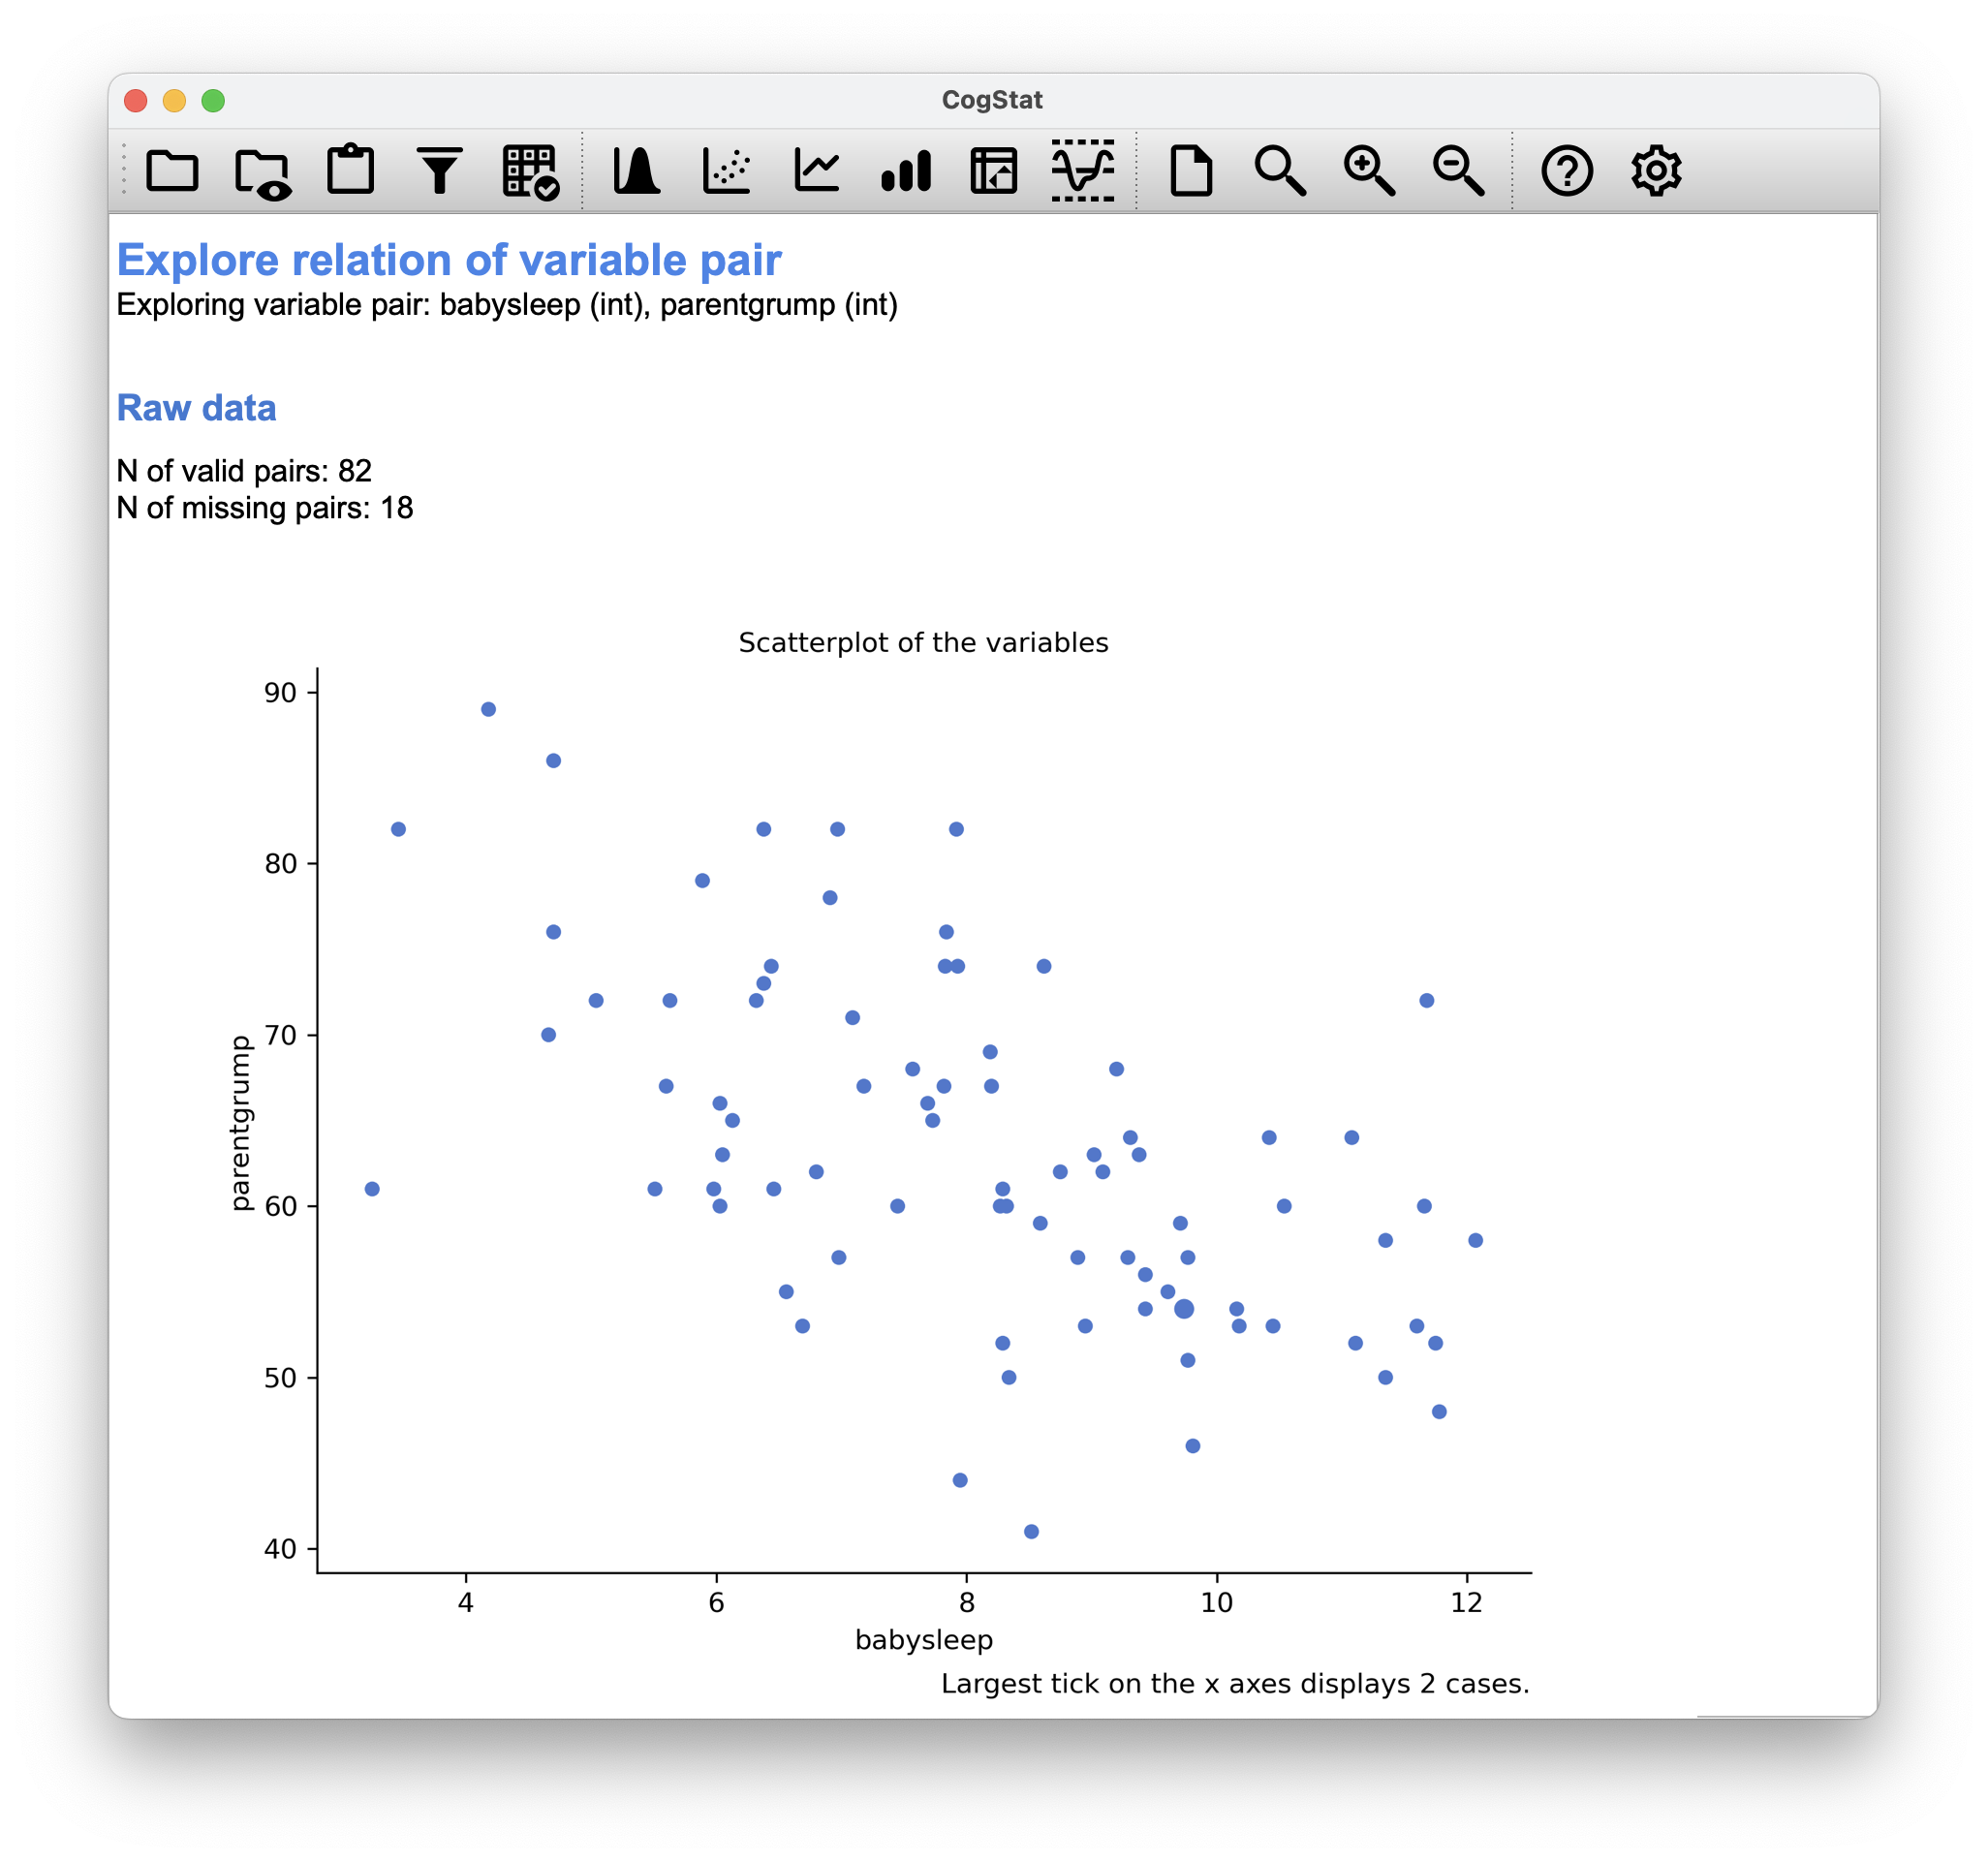 CogStat
Explore relation of variable pair
Exploring variable pair: babysleep (int), parentgrump (int)
Raw data
N of valid pairs: 82
N of missing pairs: 18
Scatterplot of the variables
90
80
70
60
50
40
parentgrump
4 6 8 10 12
babysleep
Largest tick on the x axes displays 2 cases.